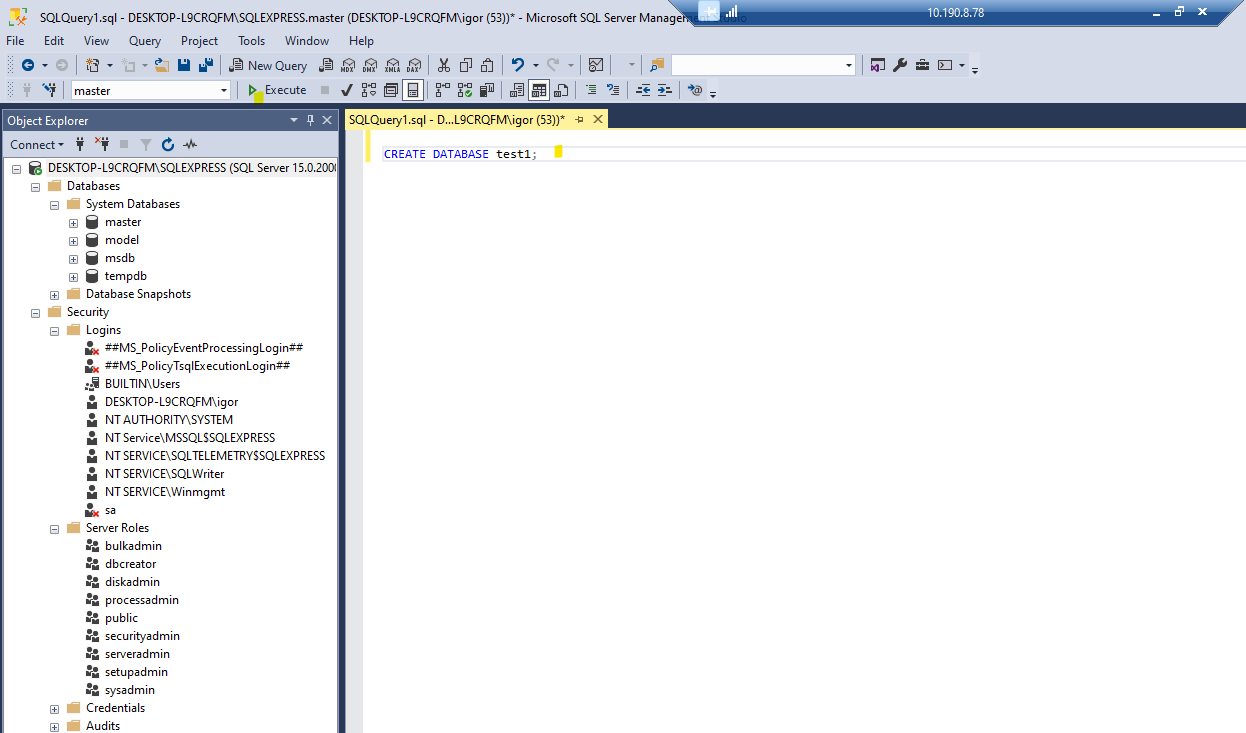 SQLQuery1.sql - DESKTOP-L9CRQFM\SQLEXPRESS.master (DESKTOP-L9CRQFM\igor (53))* - Microsoft SQL Server Management Studio
10.190.8.78
File Edit View Query Project Tools Window Help
New Query MDX DMX XMLA DAX
master Execute
Object Explorer
SQLQuery1.sql - D...L9CRQFM\igor (53))*
Connect
CREATE DATABASE test1;
DESKTOP-L9CRQFM\SQLEXPRESS (SQL Server 15.0.2000
Databases
System Databases
master
model
msdb
tempdb
Database Snapshots
Security
Logins
##MS_PolicyEventProcessingLogin##
##MS_PolicyTsqlExecutionLogin##
BUILTIN\Users
DESKTOP-L9CRQFM\igor
NT AUTHORITY\SYSTEM
NT Service\MSSQL$SQLEXPRESS
NT SERVICE\SQLTELEMETRY$SQLEXPRESS
NT SERVICE\SQLWriter
NT SERVICE\Winmgmt
sa
Server Roles
bulkadmin
dbcreator
diskadmin
processadmin
public
securityadmin
serveradmin
setupadmin
sysadmin
Credentials
Audits